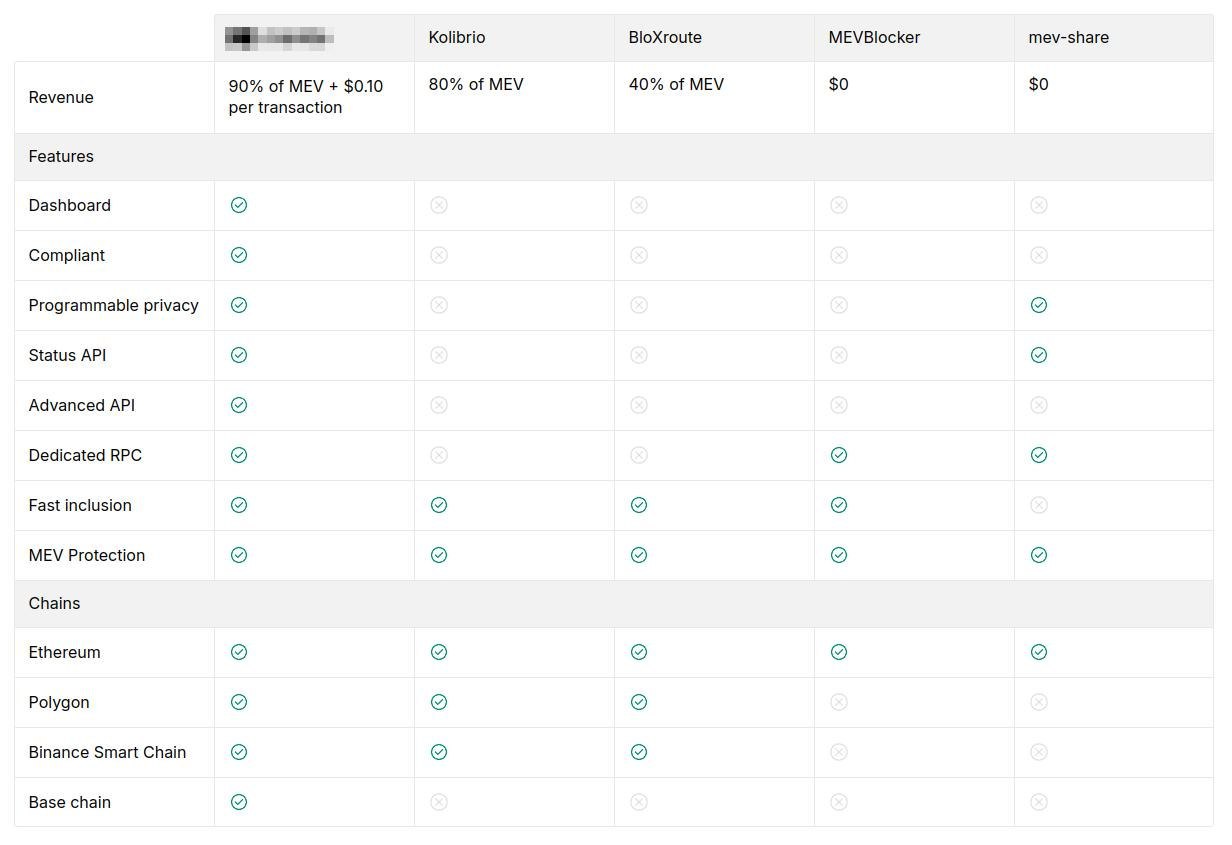 Kolibrio BloXroute MEVBlocker mev-share
Revenue 90% of MEV + $0.10 80% of MEV 40% of MEV $0 $0
per transaction
Features
Dashboard
Compliant
Programmable privacy
Status API
Advanced API
Dedicated RPC
Fast inclusion
MEV Protection
Chains
Ethereum
Polygon
Binance Smart Chain
Base chain